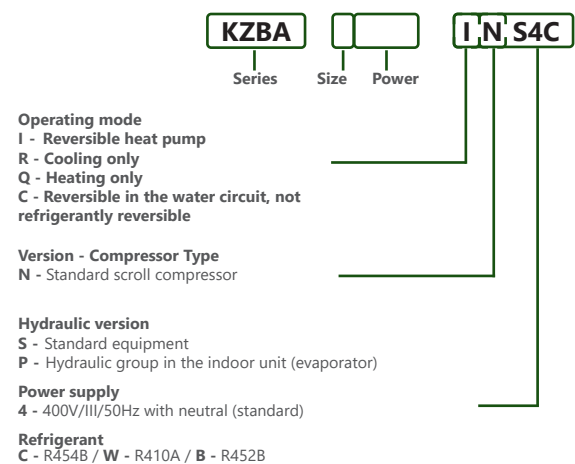 KZBA I N S4C
Series Size Power
Operating mode
I - Reversible heat pump
R - Cooling only
Q - Heating only
C - Reversible in the water circuit, not
refrigerantly reversible
Version - Compressor Type
N - Standard scroll compressor
Hydraulic version
S - Standard equipment
P - Hydraulic group in the indoor unit (evaporator)
Power supply
4 - 400V/III/50Hz with neutral (standard)
Refrigerant
C - R454B / W - R410A / B - R452B